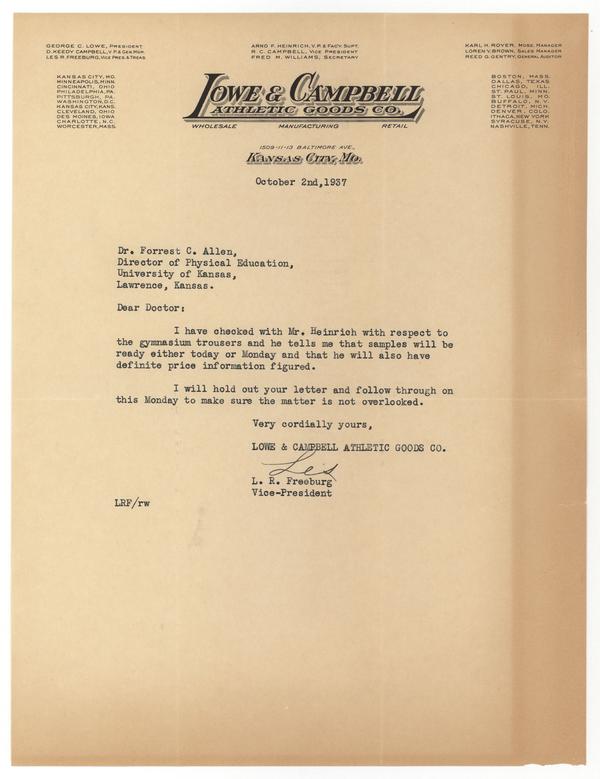 GEORGE C. LOWE, PRESIDENT
D. KEEDY CAMPBELL, V.P. & GEN. MGR.
LES R. FREEBURG, VICE PRES. & TREAS.
ARNO F. HEINRICH, V.P. & FAC'Y. SUPT.
R. C. CAMPBELL, VICE PRESIDENT
FRED M. WILLIAMS, SECRETARY
KARL H. ROYER, MDSE. MANAGER
LOREN V. BROWN, SALES MANAGER
REED G. GENTRY, GENERAL AUDITOR
KANSAS CITY, MO.
MINNEAPOLIS, MINN.
CINCINNATI, OHIO
PHILADELPHIA, PA.
PITTSBURGH, PA.
WASHINGTON, D.C.
KANSAS CITY, KANS.
CLEVELAND, OHIO
DES MOINES, IOWA
CHARLOTTE, N.C.
WORCESTER, MASS.
LOWE & CAMPBELL
ATHLETIC GOODS CO.
WHOLESALE MANUFACTURING RETAIL
BOSTON, MASS.
DALLAS, TEXAS
CHICAGO, ILL.
ST. PAUL, MINN.
ST. LOUIS, MO.
BUFFALO, N.Y.
DETROIT, MICH.
DENVER, COLO.
ITHACA, NEW YORK
SYRACUSE, N.Y.
NASHVILLE, TENN.
1509-11-13 BALTIMORE AVE.,
KANSAS CITY, MO.
October 2nd,1937
Dr. Forrest C. Allen,
Director of Physical Education,
University of Kansas,
Lawrence, Kansas.
Dear Doctor:
I have checked with Mr. Heinrich with respect to
the gymnasium trousers and he tells me that samples will be
ready either today or Monday and that he will also have
definite price information figured.
I will hold out your letter and follow through on
this Monday to make sure the matter is not overlooked.
Very cordially yours,
LOWE & CAMPBELL ATHLETIC GOODS CO.
Les
L. R. Freeburg
Vice-President
LRF/rw